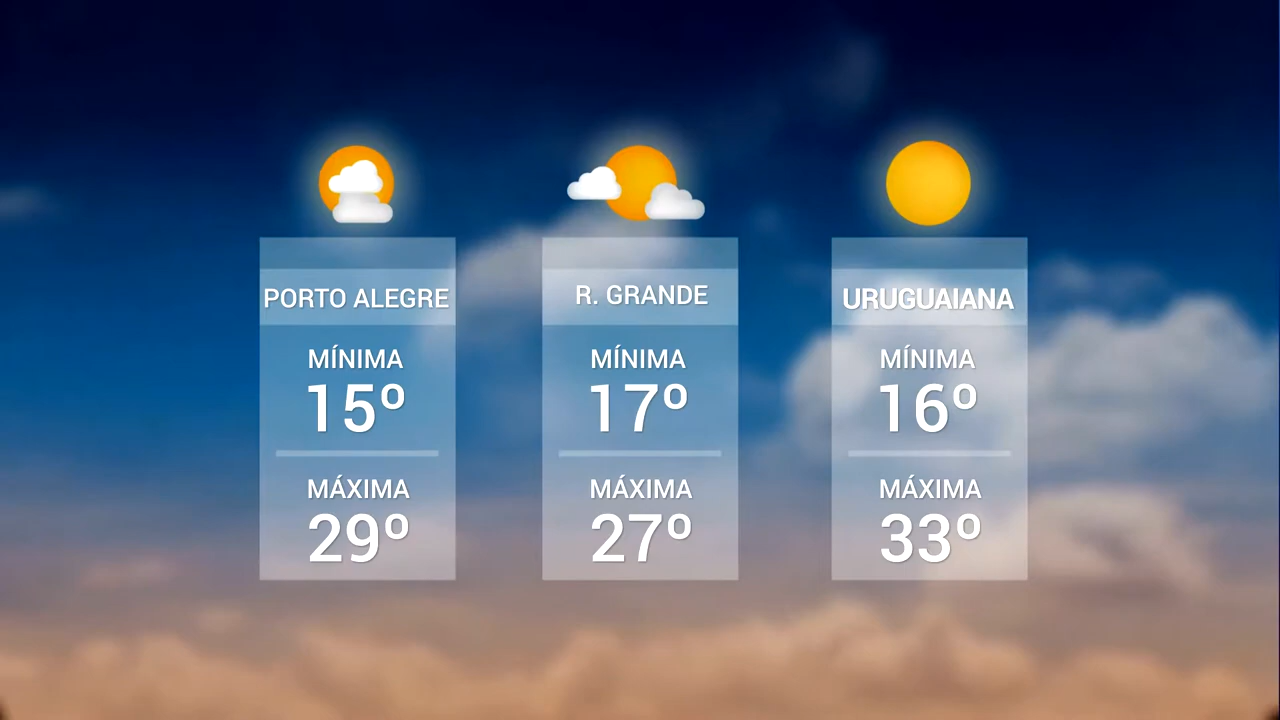 PORTO ALEGRE
MÍNIMA
15º
MÁXIMA
29º
R. GRANDE
MÍNIMA
17º
MÁXIMA
27º
URUGUAIANA
MÍNIMA
16º
MÁXIMA
33º